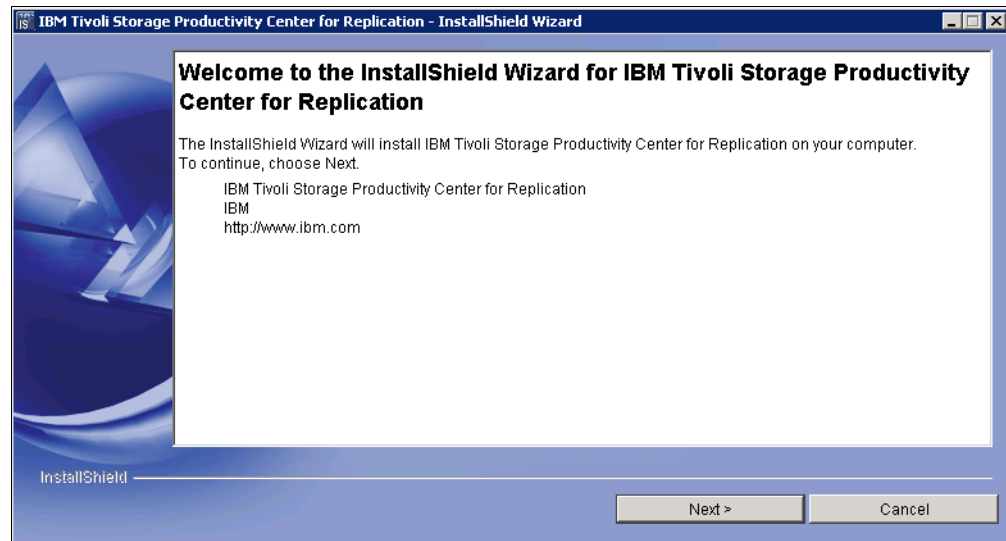 IBM Tivoli Storage Productivity Center for Replication - InstallShield Wizard
Welcome to the InstallShield Wizard for IBM Tivoli Storage Productivity
Center for Replication
The InstallShield Wizard will install IBM Tivoli Storage Productivity Center for Replication on your computer.
To continue, choose Next.
IBM Tivoli Storage Productivity Center for Replication
IBM
http://www.ibm.com
InstallShield
Next >
Cancel